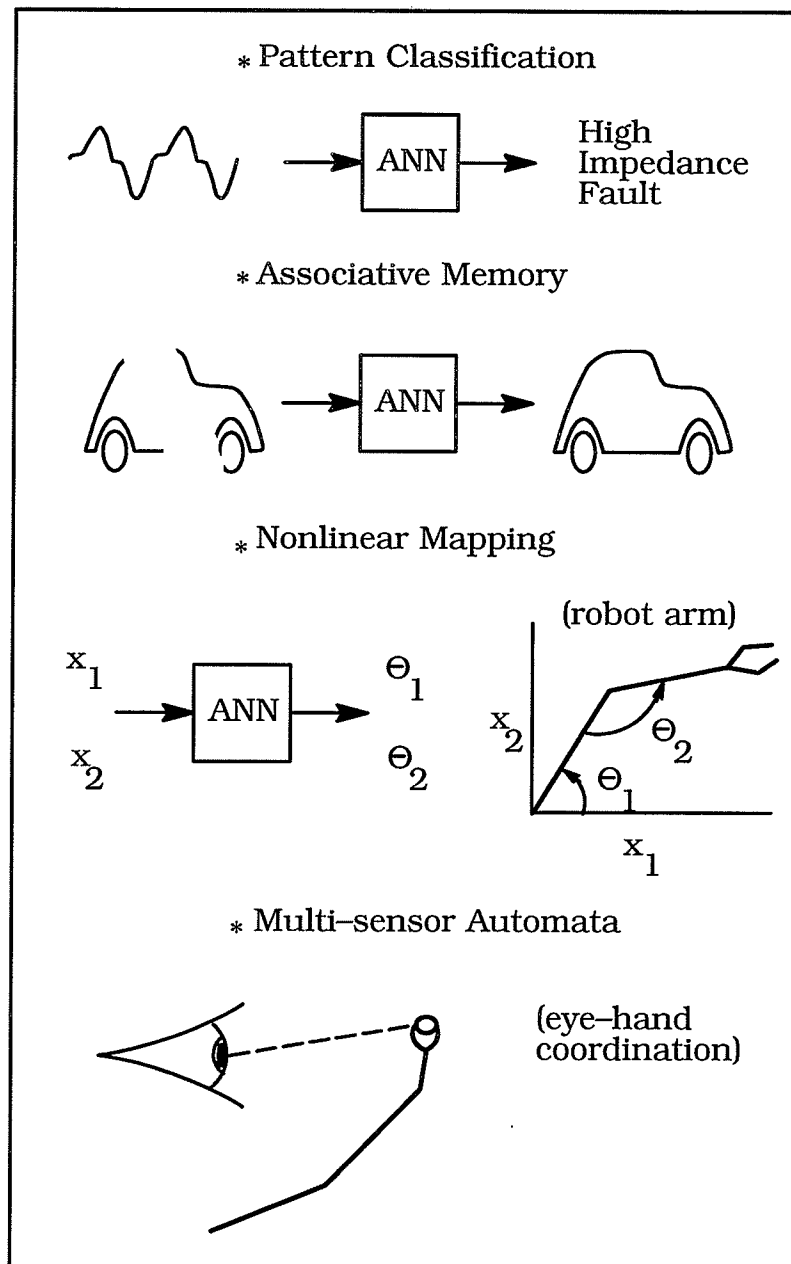 * Pattern Classification
ANN
High
Impedance
Fault
* Associative Memory
ANN
* Nonlinear Mapping
(robot arm)
x1
ANN
Θ1
x2
Θ2
x2
Θ2
Θ1
x1
* Multi–sensor Automata
(eye–hand
coordination)